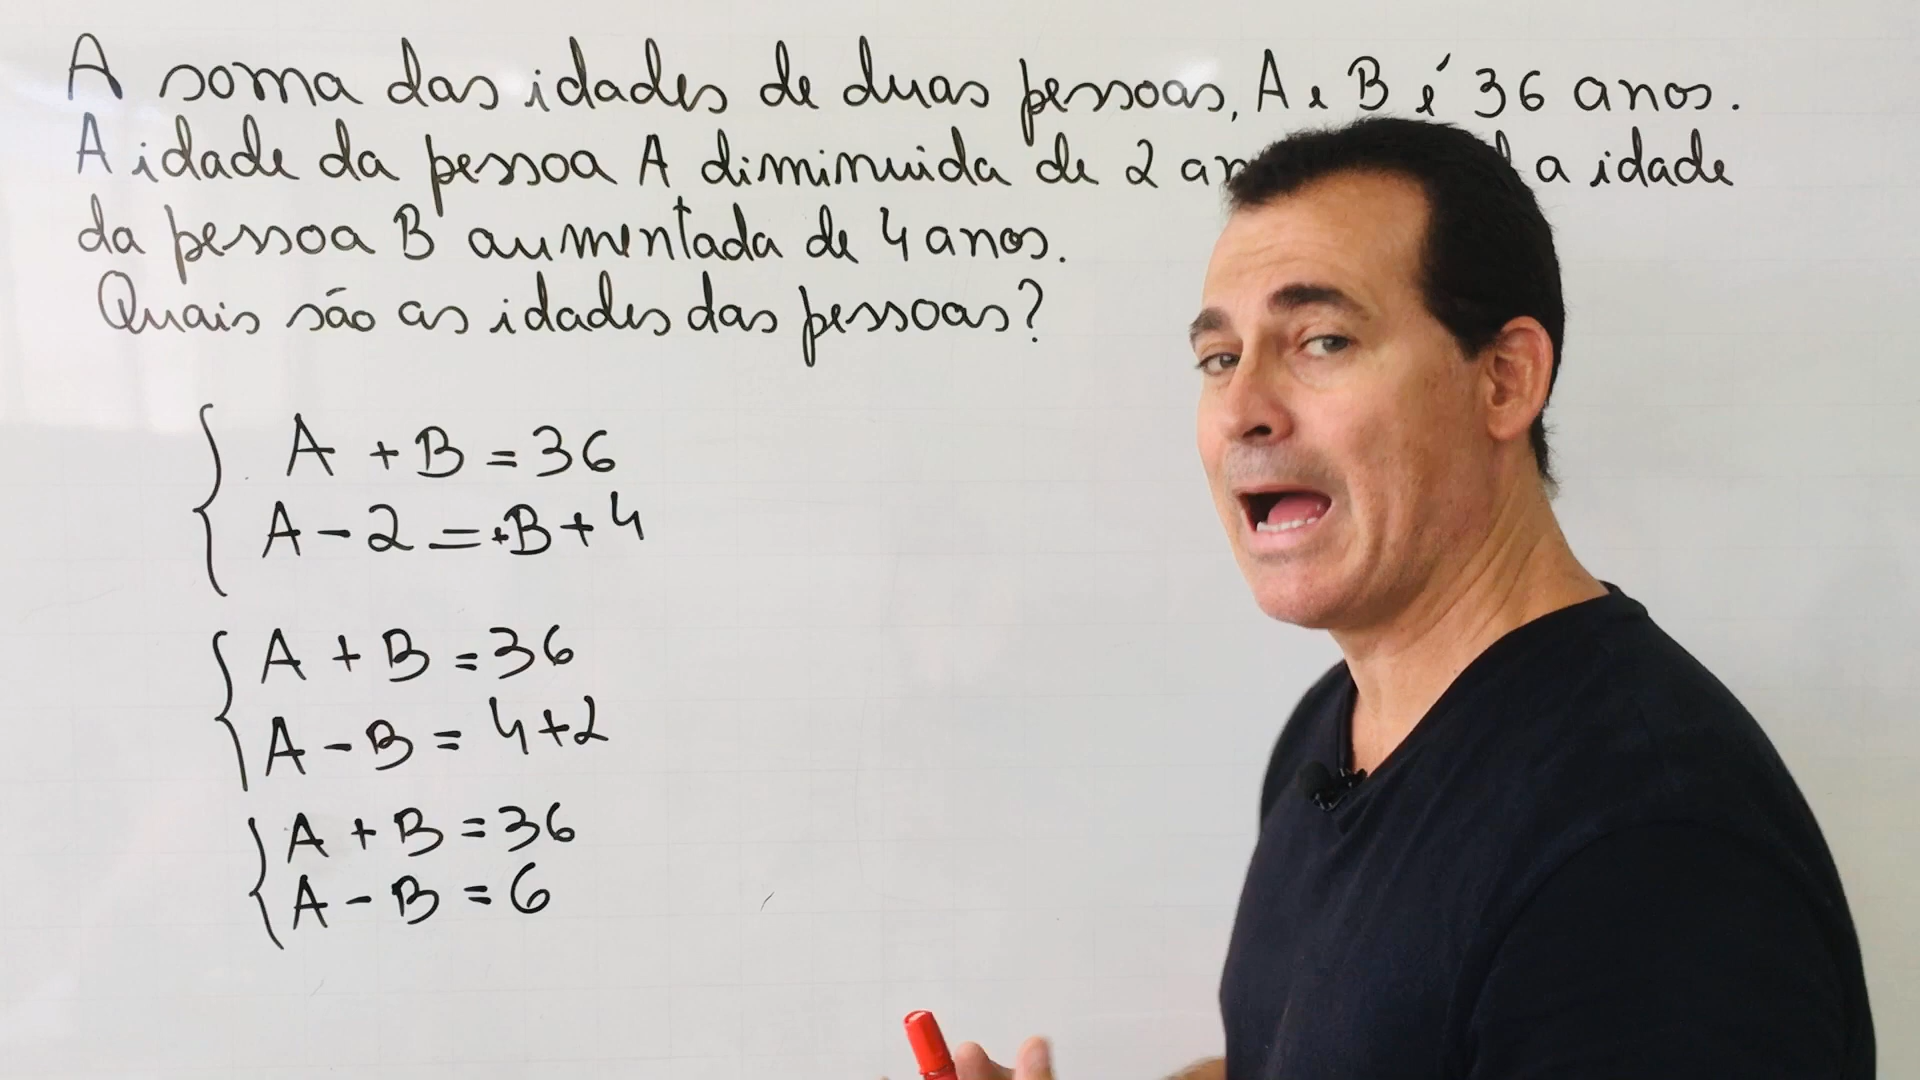 A soma das idades de duas pessoas, A e B é 36 anos.
A idade da pessoa A diminuida de 2 a idade
da pessoa B aumentada de 4 anos.
Quais são as idades das pessoas?
A + B = 36
A - 2 = +B + 4
A + B = 36
A - B = 4+2
A + B = 36
A - B = 6